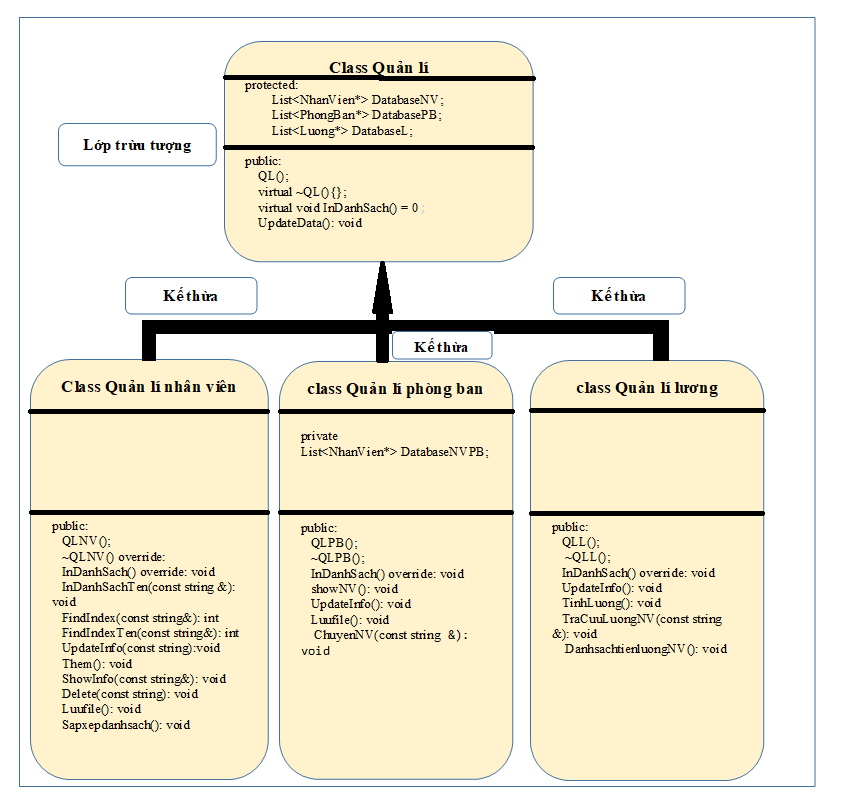 Class Quản lí
protected:
List<NhanVien*> DatabaseNV;
List<PhongBan*> DatabasePB;
List<Luong*> DatabaseL;
Lớp trừu tượng
public:
QL();
virtual ~QL(){};
virtual void InDanhSach() = 0 ;
UpdateData(): void
Kế thừa
Kế thừa
Kế thừa
Class Quản lí nhân viên
public:
QLNV();
~QLNV() override:
InDanhSach() override: void
InDanhSachTen(const string &):
void
FindIndex(const string&): int
FindIndexTen(const string&): int
UpdateInfo(const string):void
Them(): void
ShowInfo(const string&): void
Delete(const string): void
Luufile(): void
Sapxepdanhsach(): void
class Quản lí phòng ban
private
List<NhanVien*> DatabaseNVPB;
public:
QLPB();
~QLPB();
InDanhSach() override: void
showNV(): void
UpdateInfo(): void
Luufile(): void
ChuyenNV(const string &):
void
class Quản lí lương
public:
QLL();
~QLL();
InDanhSach() override: void
UpdateInfo(): void
TinhLuong(): void
TraCuuLuongNV(const string
&): void
DanhsachtienluongNV(): void